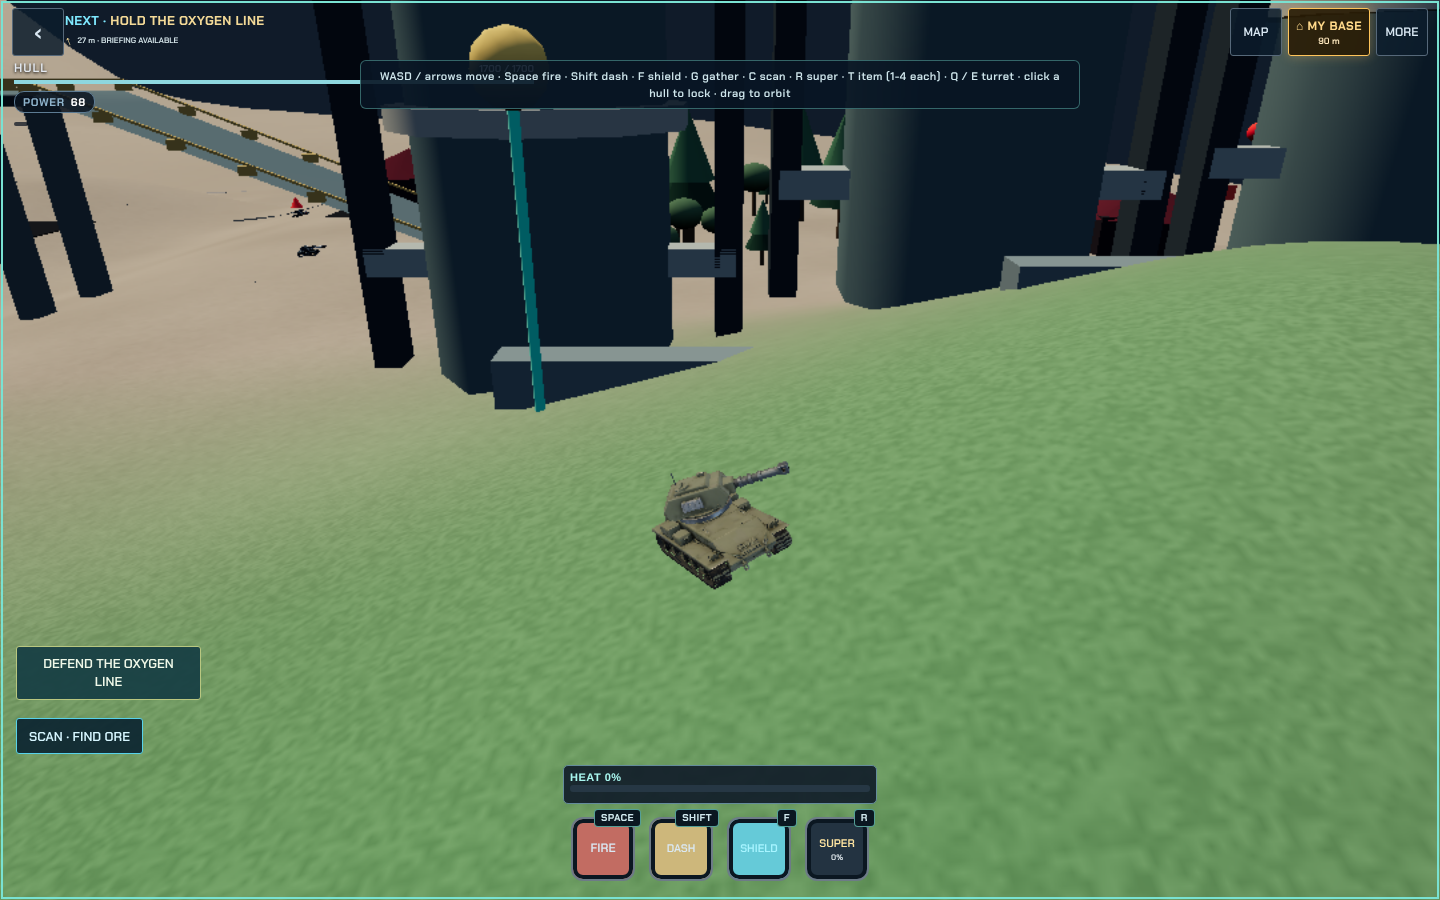 NEXT · HOLD THE OXYGEN LINE
27 m · BRIEFING AVAILABLE
HULL
POWER 68
WASD / arrows move · Space fire · Shift dash · F shield · G gather · C scan · R super · T item (1-4 each) · Q / E turret · click a
hull to lock · drag to orbit
MAP
⌂ MY BASE
90 m
MORE
DEFEND THE OXYGEN
LINE
SCAN · FIND ORE
HEAT 0%
SPACE
FIRE
SHIFT
DASH
F
SHIELD
R
SUPER
0%